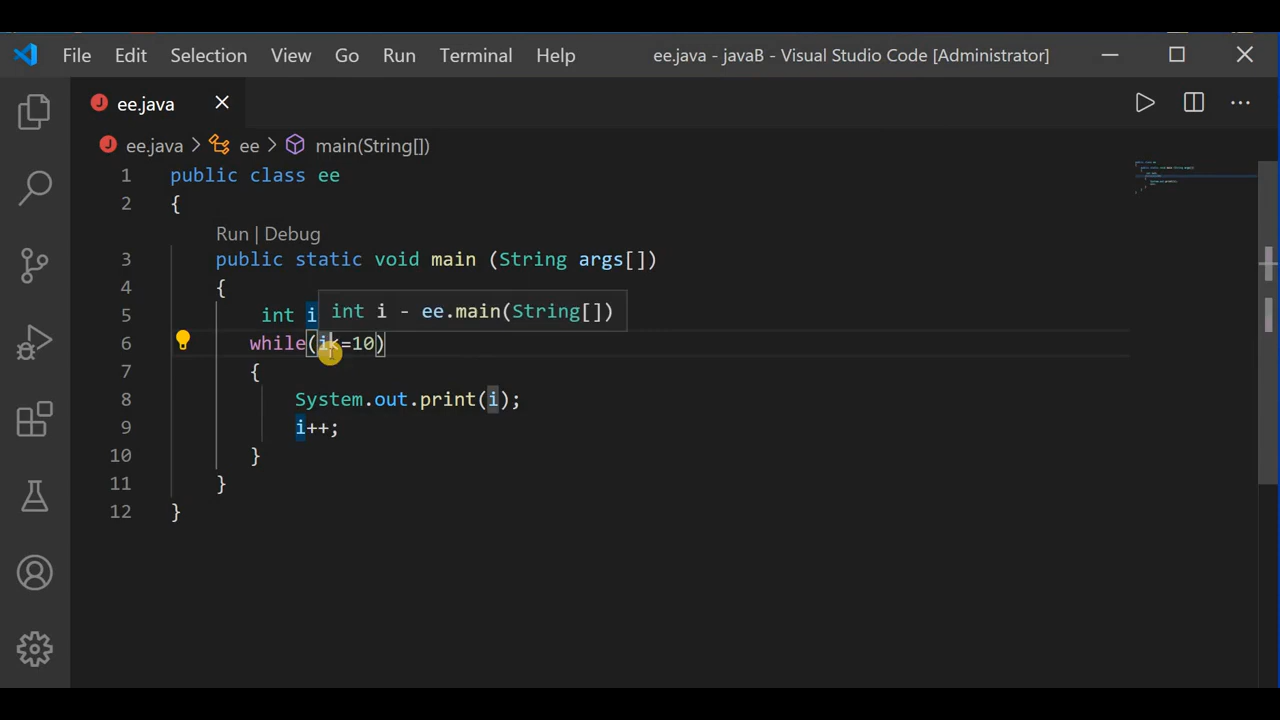 File Edit Selection View Go Run Terminal Help ee.java - javaB - Visual Studio Code [Administrator]
J ee.java
J ee.java > ee > main(String[])
1 public class ee
2 {
Run | Debug
3 public static void main (String args[])
4 {
5 int i
int i - ee.main(String[])
6 while(i<=10)
7 {
8 System.out.print(i);
9 i++;
10 }
11 }
12 }